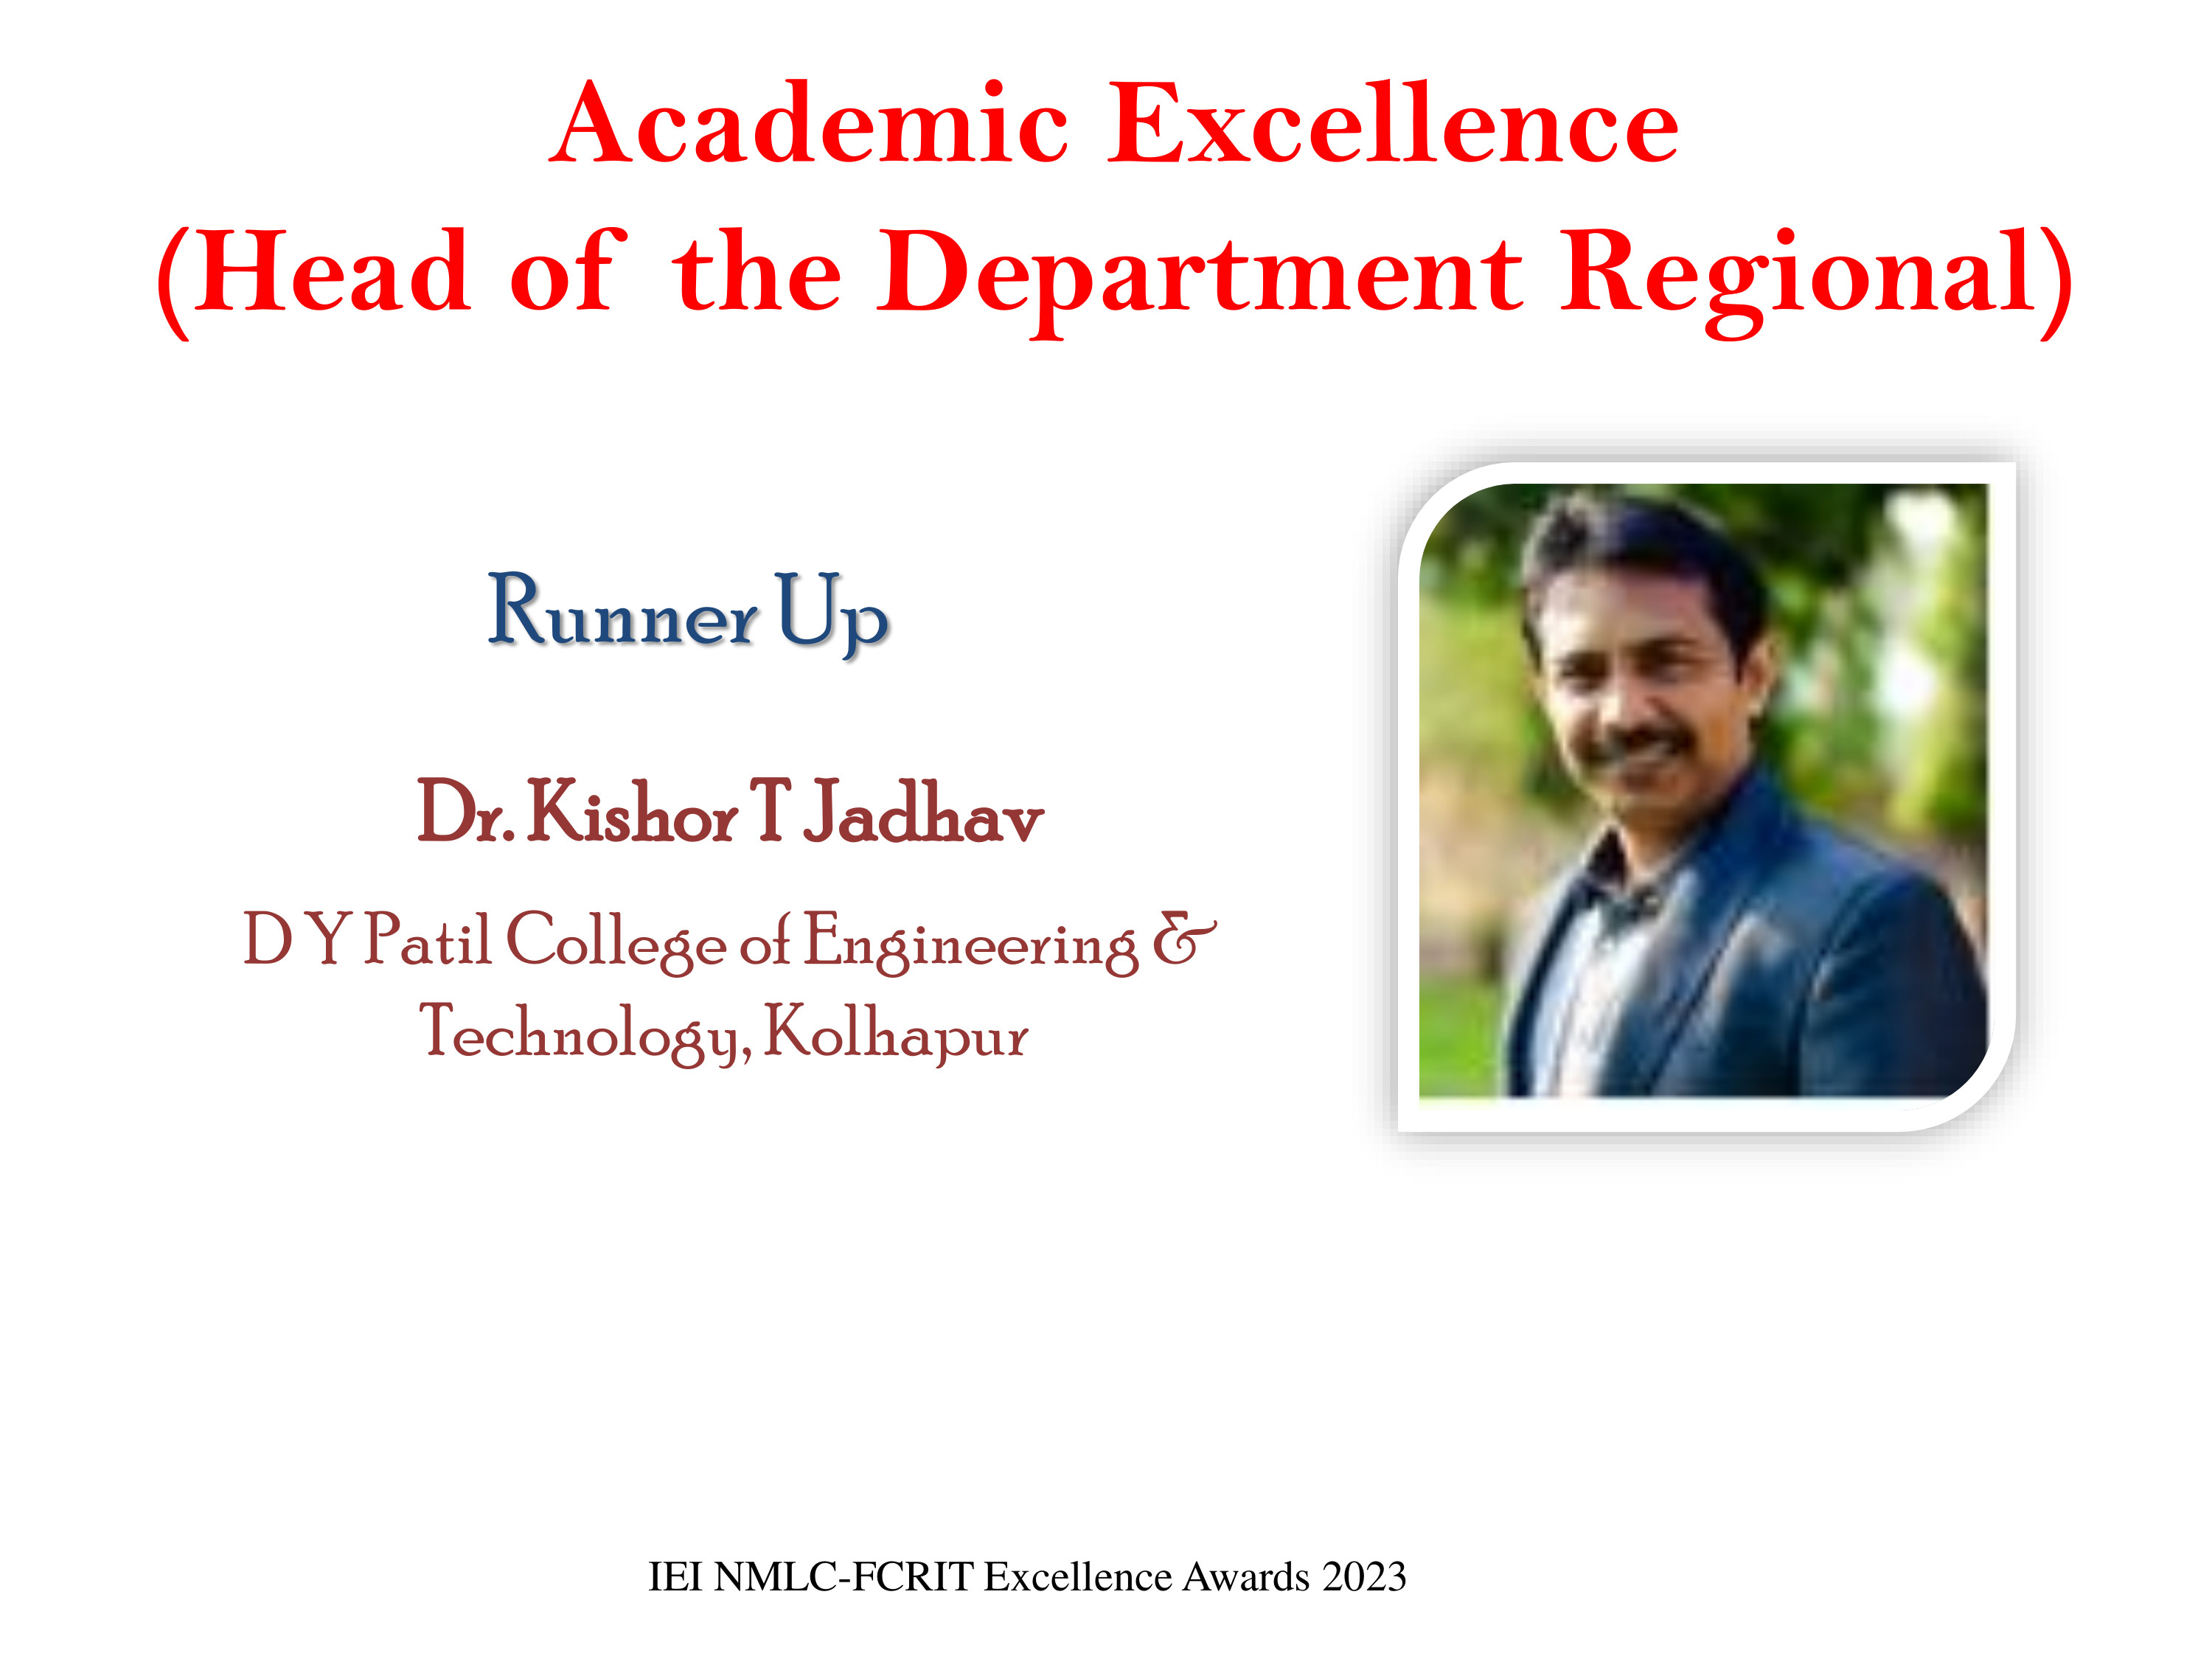 Academic Excellence
(Head of the Department Regional)
Runner Up
Dr. Kishor T Jadhav
D Y Patil College of Engineering &
Technology, Kolhapur
IEI NMLC-FCRIT Excellence Awards 2023